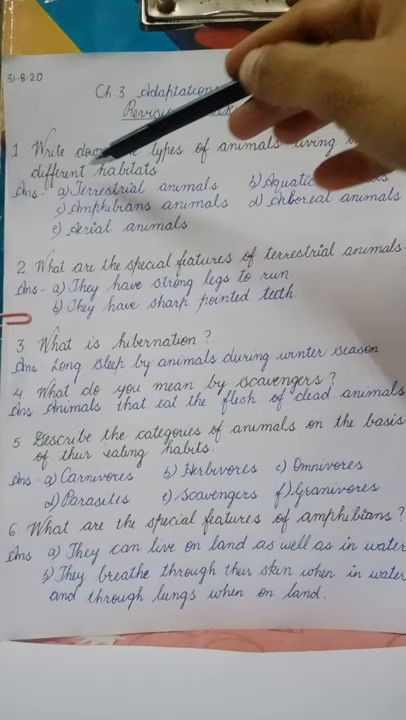 31-8-20
Ch.3 Adaptation
Revision
1. Write types of animals living
different habitats.
Ans- a) Terrestrial animals b) Aquatic
c) Amphibians animals d) Arboreal animals
e) Aerial animals
2. What are the special features of terrestrial animals
Ans- a) They have strong legs to run
b) They have sharp pointed teeth.
3. What is hibernation?
Ans- Long sleep by animals during winter season
4. What do you mean by scavengers?
Ans Animals that eat the flesh of dead animals
5 Describe the categories of animals on the basis
of their eating habits.
Ans- a) Carnivores b) Herbivores c) Omnivores
d) Parasites e) Scavengers f) Granivores
6. What are the special features of amphibians?
Ans a) They can live on land as well as in water
b) They breathe through their skin when in water
and through lungs when on land.